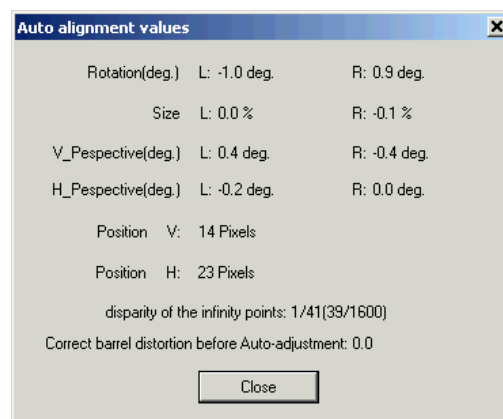 Auto alignment values
Rotation(deg.) L: -1.0 deg. R: 0.9 deg.
Size L: 0.0 % R: -0.1 %
V_Pespective(deg.) L: 0.4 deg. R: -0.4 deg.
H_Pespective(deg.) L: -0.2 deg. R: 0.0 deg.
Position V: 14 Pixels
Position H: 23 Pixels
disparity of the infinity points: 1/41(39/1600)
Correct barrel distortion before Auto-adjustment: 0.0
Close